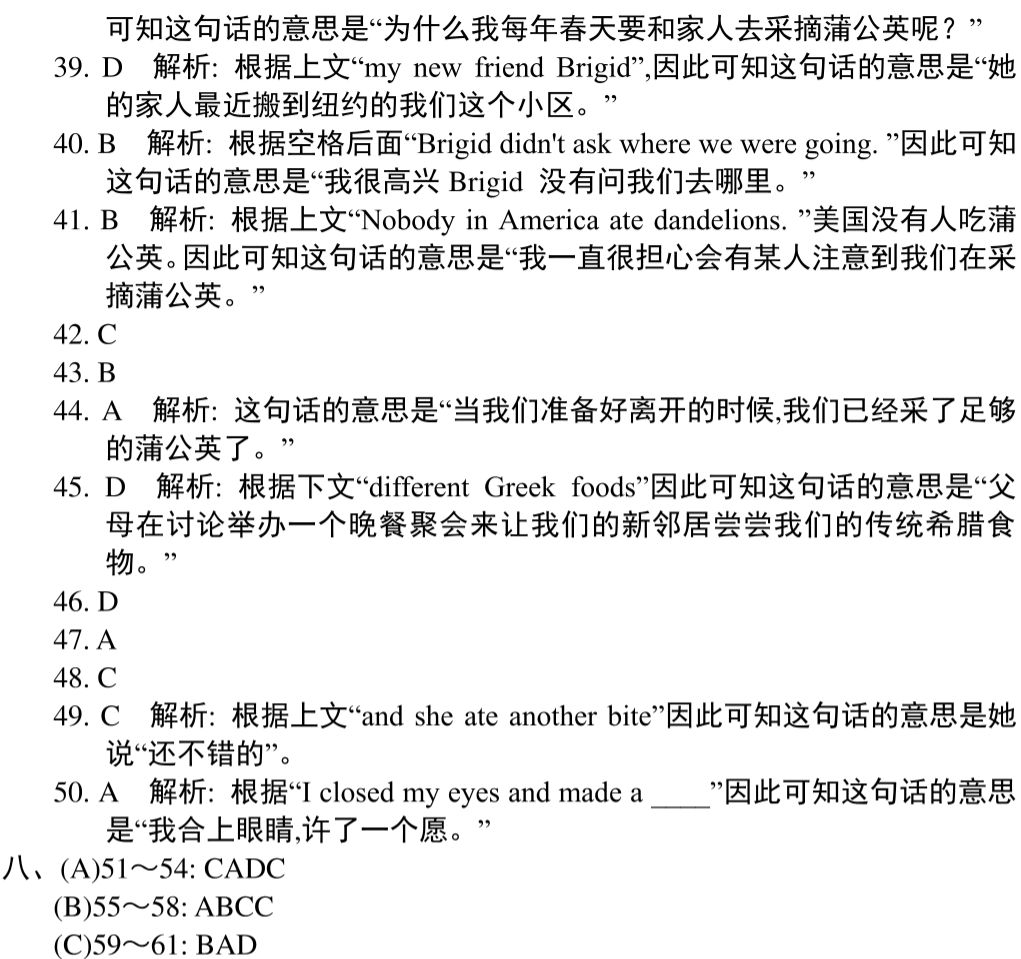 可知这句话的意思是“为什么我每年春天要和家人去采摘蒲公英呢？”
39. D 解析: 根据上文“my new friend Brigid”,因此可知这句话的意思是“她
的家人最近搬到纽约的我们这个小区。”
40. B 解析: 根据空格后面“Brigid didn't ask where we were going. ”因此可知
这句话的意思是“我很高兴 Brigid 没有问我们去哪里。”
41. B 解析: 根据上文“Nobody in America ate dandelions. ”美国没有人吃蒲
公英。因此可知这句话的意思是“我一直很担心会有某人注意到我们在采
摘蒲公英。”
42. C
43. B
44. A 解析: 这句话的意思是“当我们准备好离开的时候,我们已经采了足够
的蒲公英了。”
45. D 解析: 根据下文“different Greek foods”因此可知这句话的意思是“父
母在讨论举办一个晚餐聚会来让我们的新邻居尝尝我们的传统希腊食
物。”
46. D
47. A
48. C
49. C 解析: 根据上文“and she ate another bite”因此可知这句话的意思是她
说“还不错的”。
50. A 解析: 根据“I closed my eyes and made a ____”因此可知这句话的意思
是“我合上眼睛,许了一个愿。”
八、(A)51～54: CADC
(B)55～58: ABCC
(C)59～61: BAD